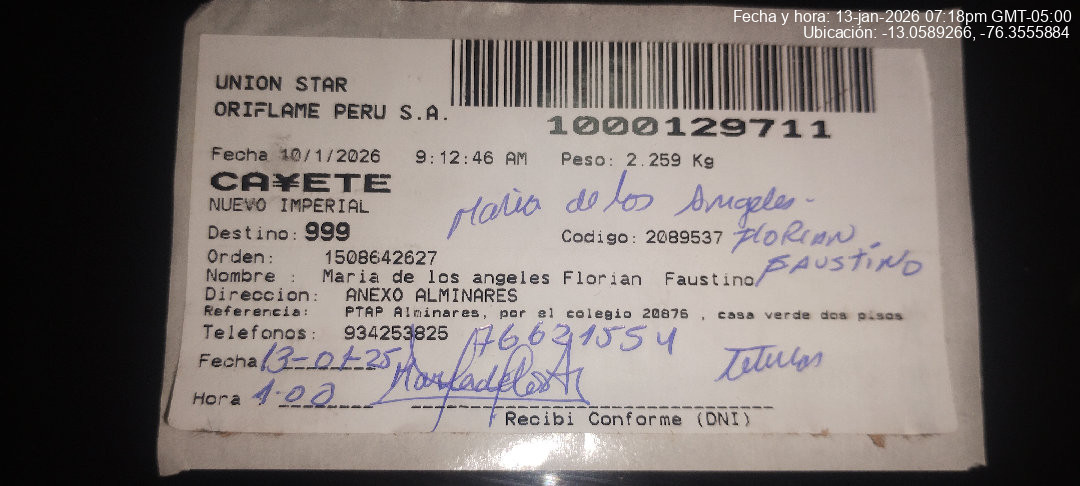 Fecha y hora: 13-jan-2026 07:18pm GMT-05:00
Ubicación: -13.0589266, -76.3555884
UNION STAR
ORIFLAME PERU S.A.
1000129711
Fecha 10/1/2026 9:12:46 AM Peso: 2.259 Kg
CA¥ETE
NUEVO IMPERIAL
Maria de los Angeles
Destino: 999
Codigo: 2089537 FLORIAN
FAUSTINO
Orden: 1508642627
Nombre : Maria de los angeles Florian Faustino
Direccion: ANEXO ALMINARES
Referencia: PTAP Alminares, por el colegio 20876 , casa verde dos pisos
Telefonos: 934253825
76631554
Fecha 13-01-25
Hora 1:00
Recibi Conforme (DNI)